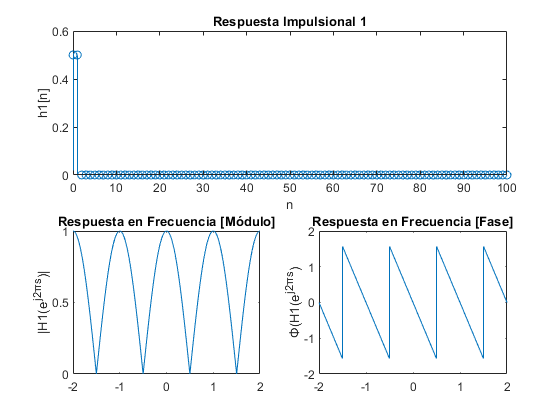 Respuesta Impulsional 1
0.6
0.4
0.2
0
h1[n]
0 10 20 30 40 50 60 70 80 90 100
n
Respuesta en Frecuencia [Módulo]
1
0.5
0
|H1(e^j2πs)|
-2 -1 0 1 2
Respuesta en Frecuencia [Fase]
2
1
0
-1
-2
Φ(H1(e^j2πs)
-2 -1 0 1 2